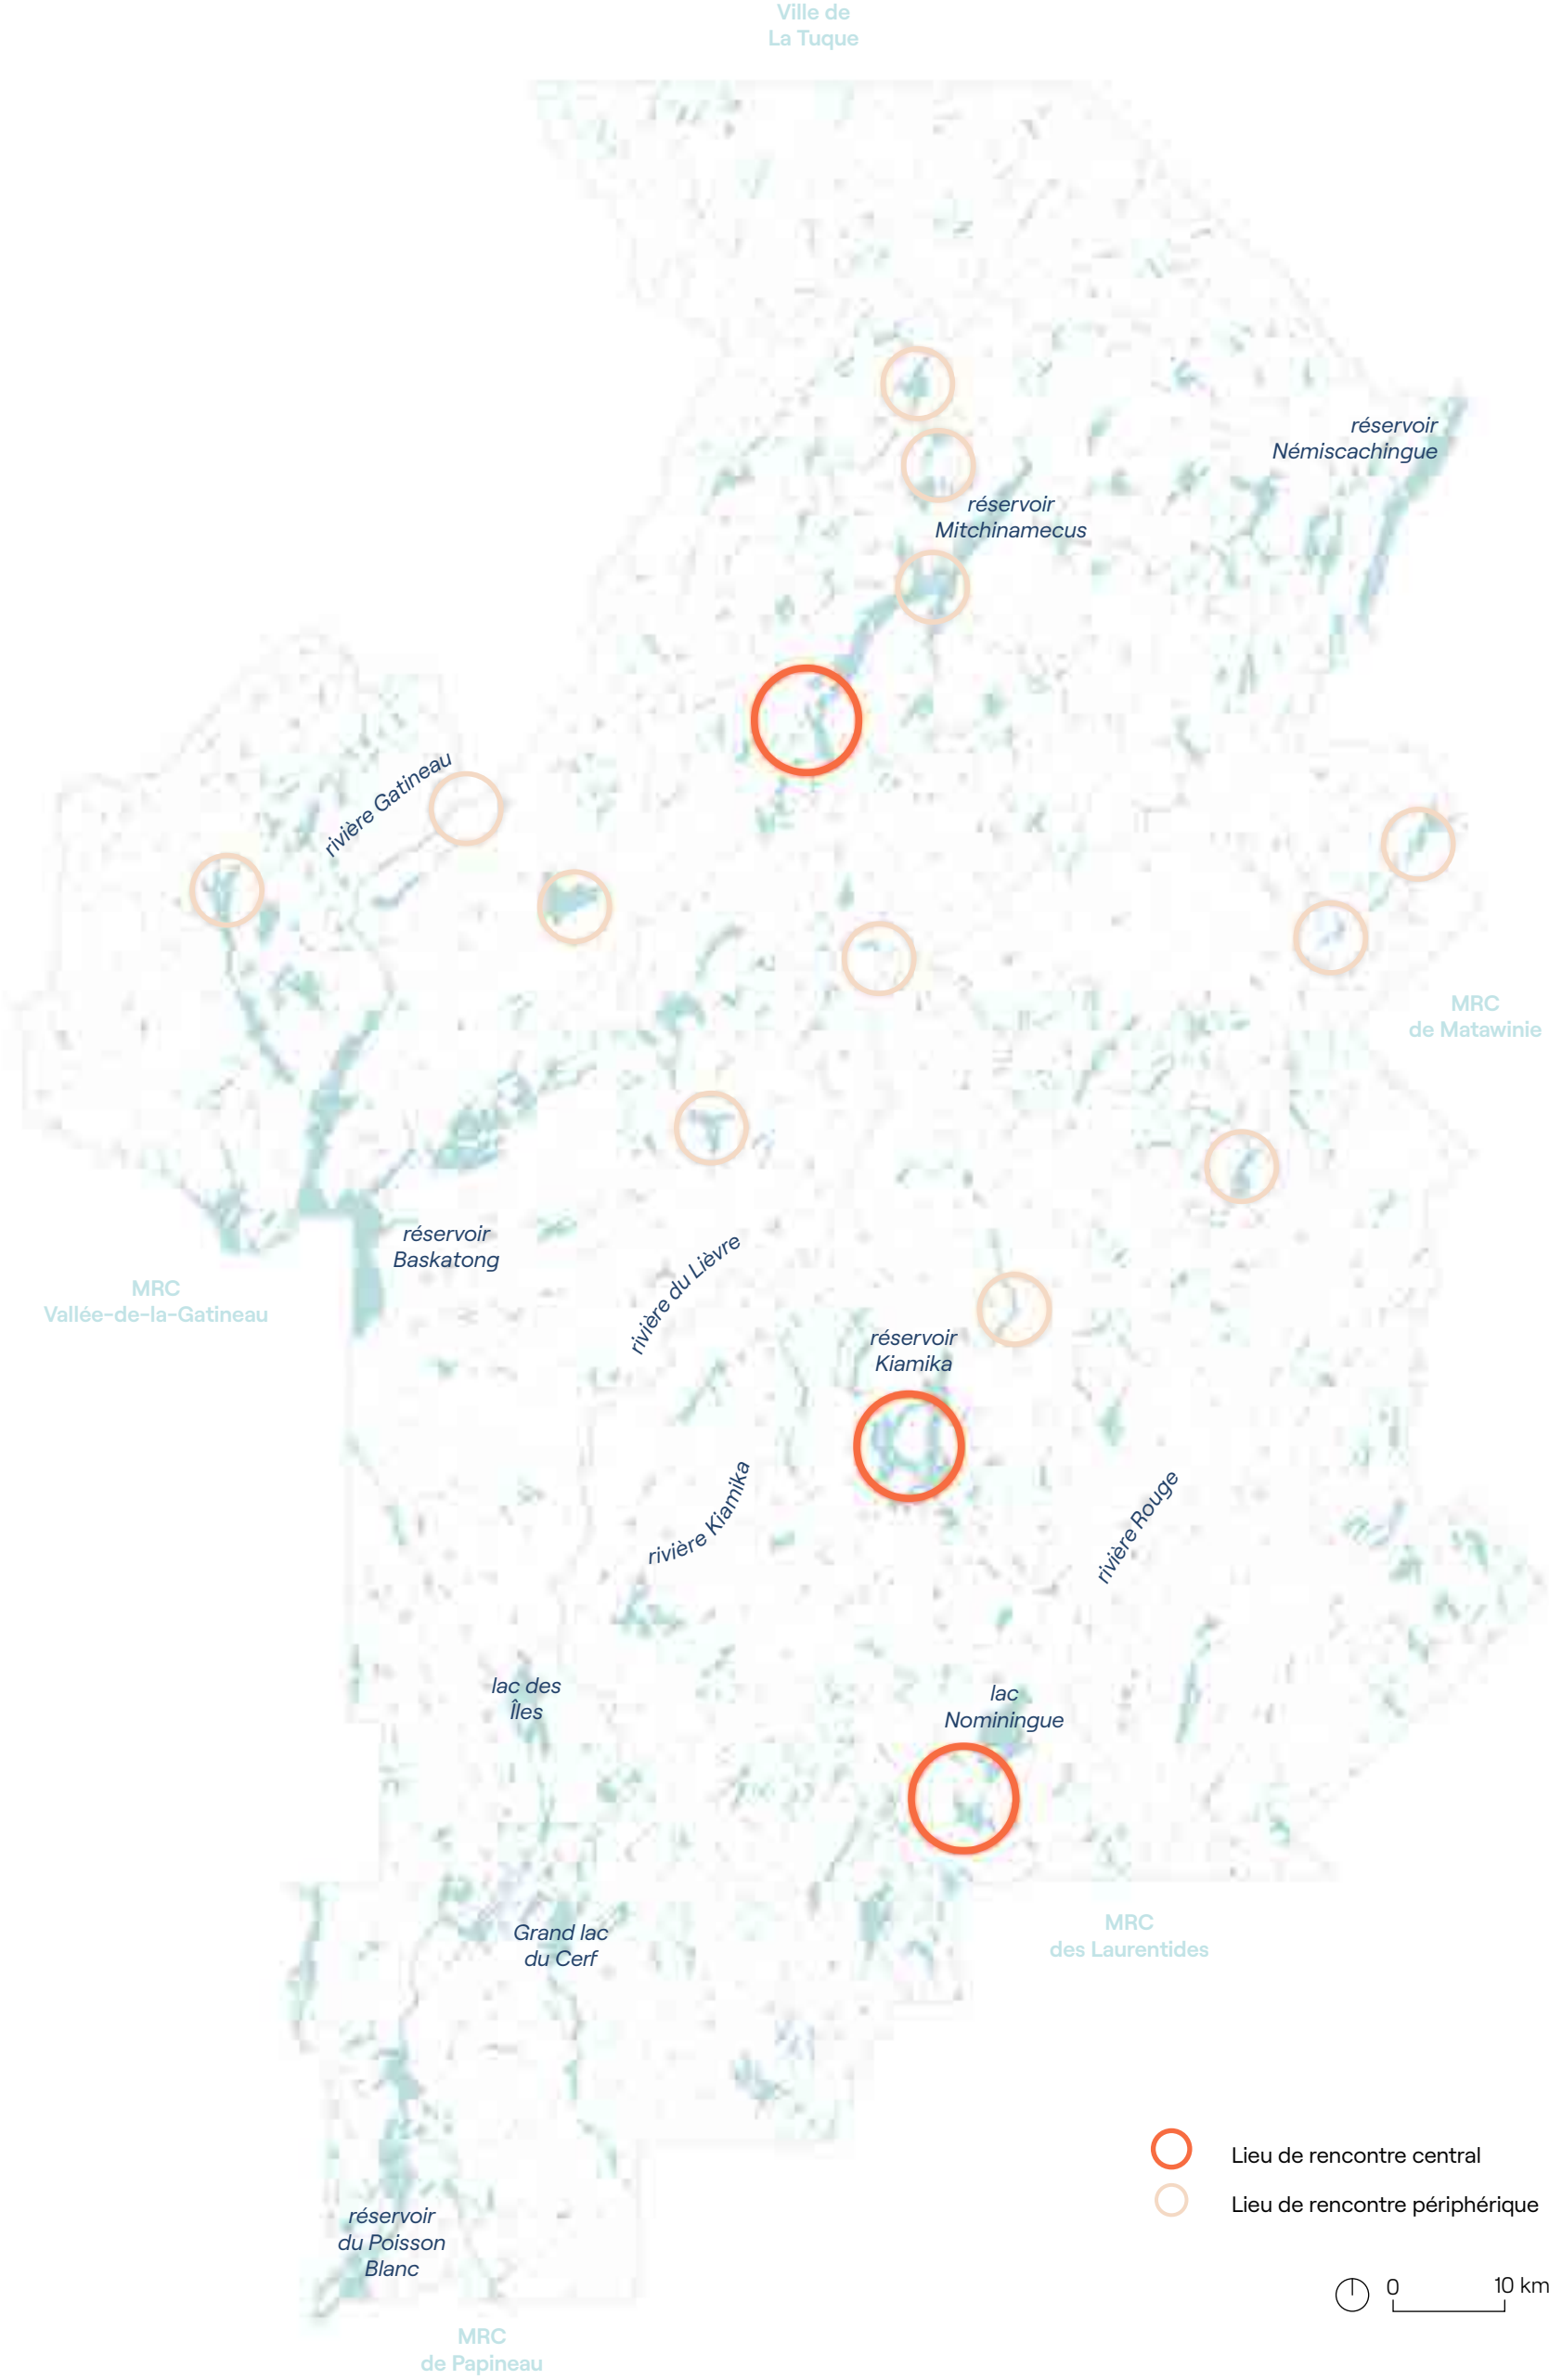 Ville de
La Tuque
réservoir
Némiscachingue
réservoir
Mitchinamecus
rivière Gatineau
MRC
de Matawinie
réservoir
Baskatong
rivière du Lièvre
MRC
Vallée-de-la-Gatineau
réservoir
Kiamika
rivière Kiamika
rivière Rouge
lac des
Îles
lac
Nominingue
Grand lac
du Cerf
MRC
des Laurentides
Lieu de rencontre central
Lieu de rencontre périphérique
réservoir
du Poisson
Blanc
0 10 km
MRC
de Papineau